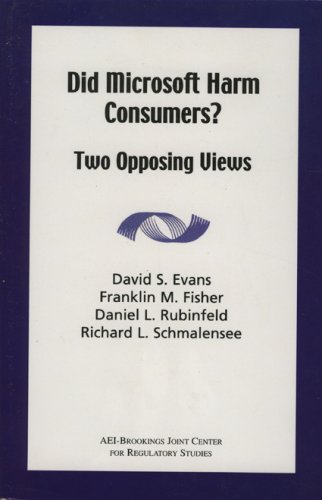 Did Microsoft Harm
Consumers?
Two Opposing Views
David S. Evans
Franklin M. Fisher
Daniel L. Rubinfeld
Richard L. Schmalensee
AEI-BROOKINGS JOINT CENTER
FOR REGULATORY STUDIES